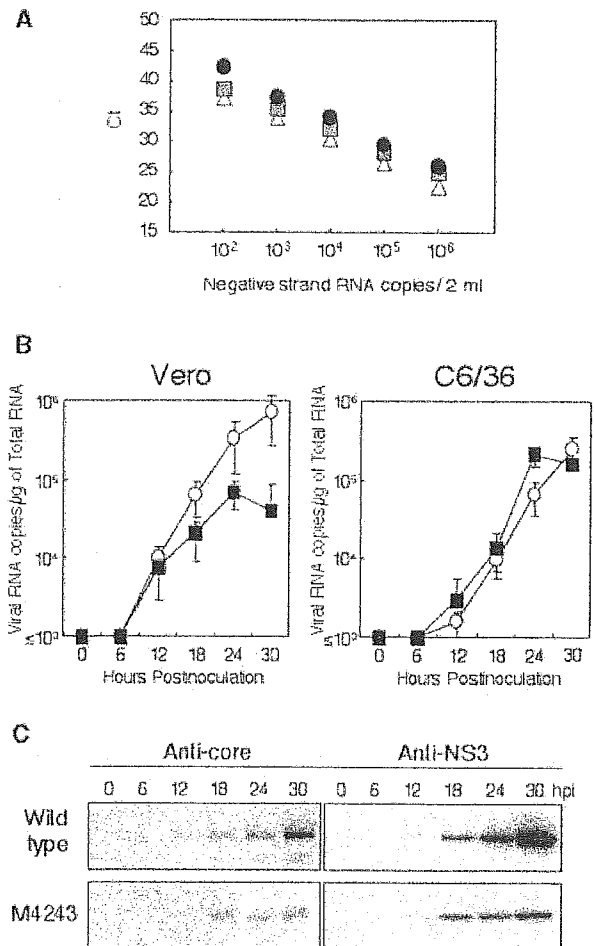 A
50
45
40
35
30
25
20
15
Ct
10² 10³ 10⁴ 10⁵ 10⁶
Negative strand RNA copies/ 2 ml
B
Vero
Viral RNA copies/µg of Total RNA
10⁶
10⁵
10⁴
≤10³
0 6 12 18 24 30
Hours Postinoculation
C6/36
Viral RNA copies/µg of Total RNA
10⁶
10⁵
10⁴
≤10³
0 6 12 18 24 30
Hours Postinoculation
C
Anti-core Anti-NS3
0 6 12 18 24 30 0 6 12 18 24 30 hpi
Wild
type
M4243